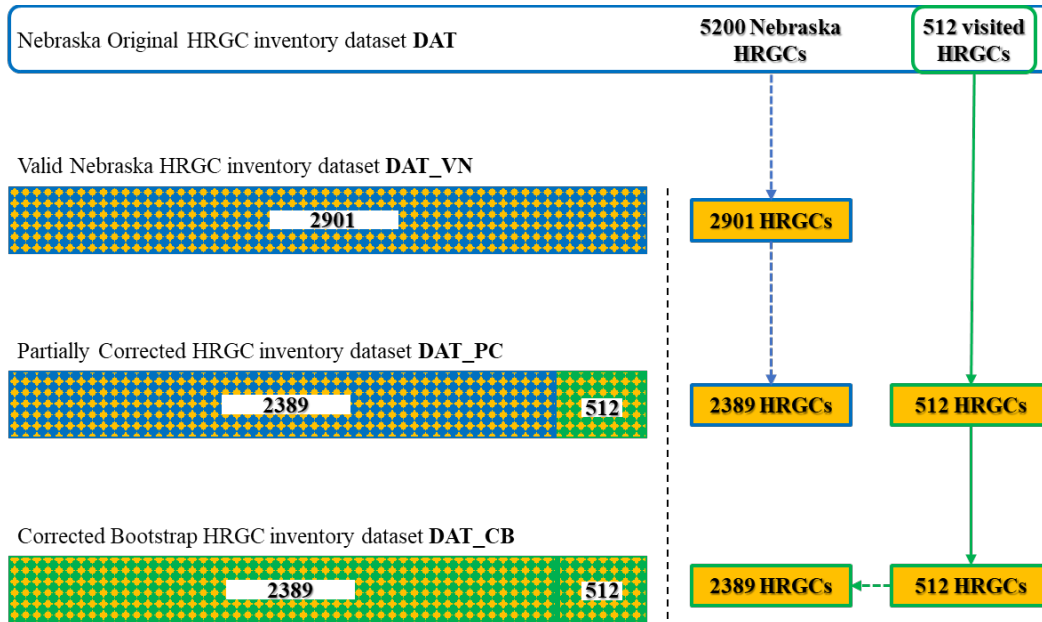 Nebraska Original HRGC inventory dataset DAT
5200 Nebraska
HRGCs
512 visited
HRGCs
Valid Nebraska HRGC inventory dataset DAT_VN
2901
2901 HRGCs
Partially Corrected HRGC inventory dataset DAT_PC
2389
512
2389 HRGCs
512 HRGCs
Corrected Bootstrap HRGC inventory dataset DAT_CB
2389
512
2389 HRGCs
512 HRGCs